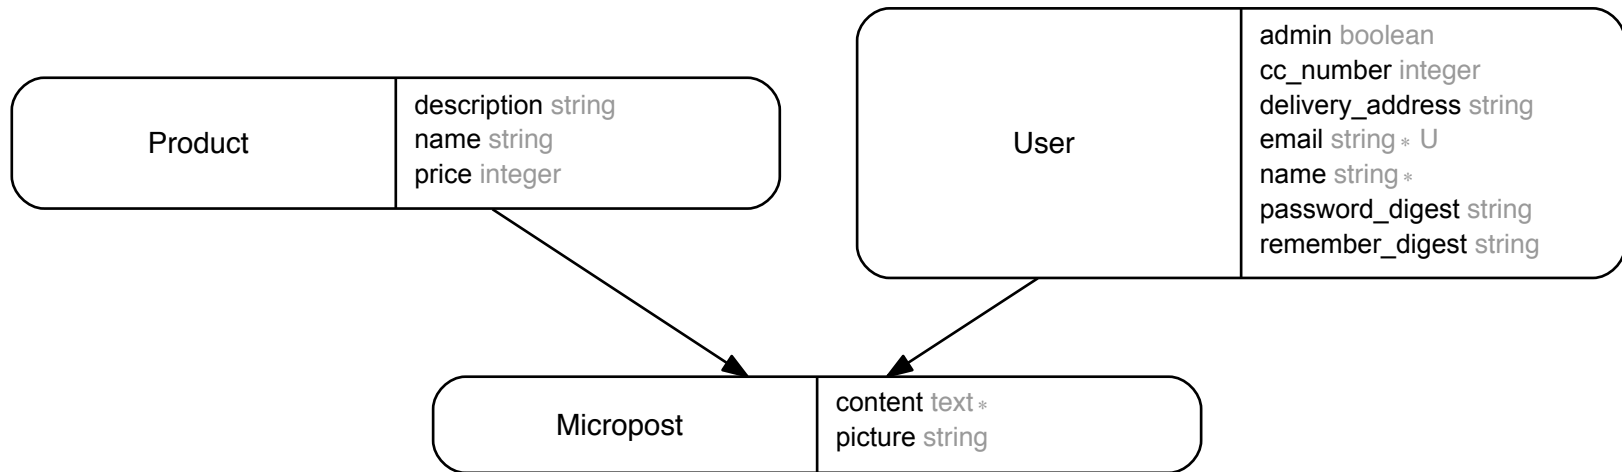 Product
description string
name string
price integer
User
admin boolean
cc_number integer
delivery_address string
email string* U
name string*
password_digest string
remember_digest string
Micropost
content text*
picture string